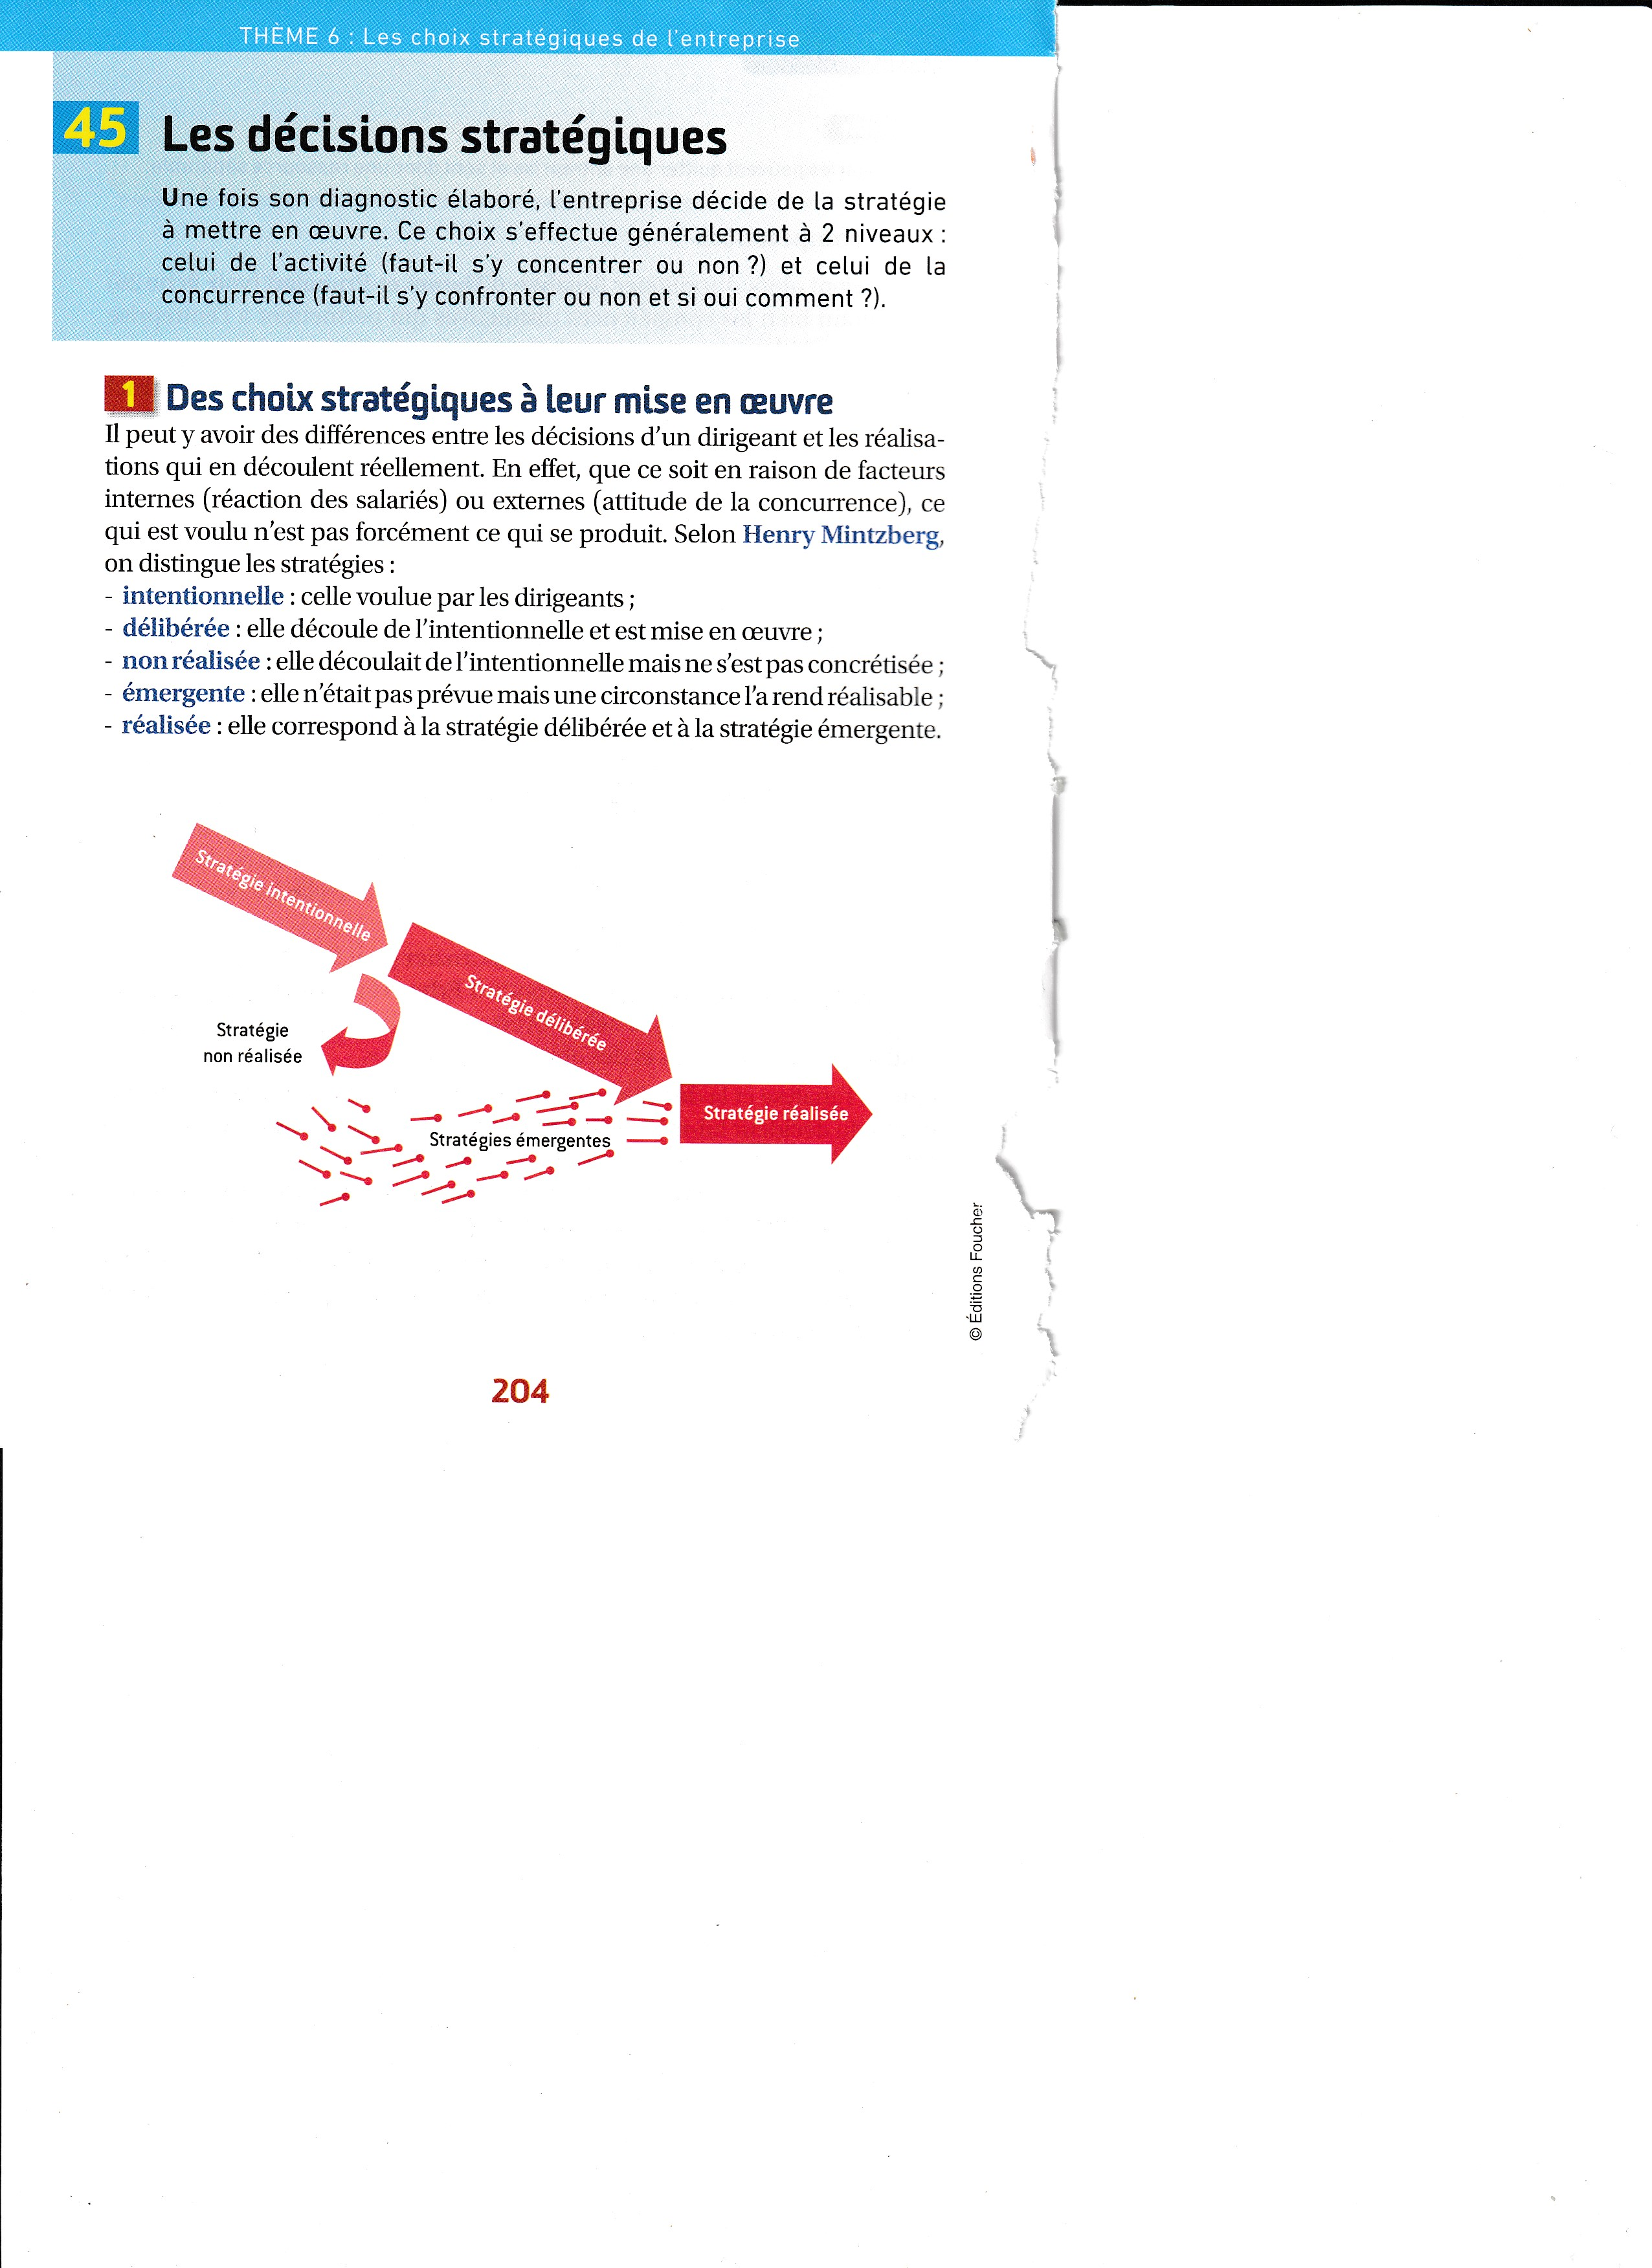 THÈME 6 : Les choix stratégiques de l'entreprise
45 Les décisions stratégiques
Une fois son diagnostic élaboré, l'entreprise décide de la stratégie
à mettre en œuvre. Ce choix s'effectue généralement à 2 niveaux :
celui de l'activité (faut-il s'y concentrer ou non ?) et celui de la
concurrence (faut-il s'y confronter ou non et si oui comment ?).
1 Des choix stratégiques à leur mise en œuvre
Il peut y avoir des différences entre les décisions d'un dirigeant et les réalisa-
tions qui en découlent réellement. En effet, que ce soit en raison de facteurs
internes (réaction des salariés) ou externes (attitude de la concurrence), ce
qui est voulu n'est pas forcément ce qui se produit. Selon Henry Mintzberg,
on distingue les stratégies :
- intentionnelle : celle voulue par les dirigeants ;
- délibérée : elle découle de l'intentionnelle et est mise en œuvre ;
- non réalisée : elle découlait de l'intentionnelle mais ne s'est pas concrétisée ;
- émergente : elle n'était pas prévue mais une circonstance l'a rend réalisable ;
- réalisée : elle correspond à la stratégie délibérée et à la stratégie émergente.
Stratégie intentionnelle
Stratégie délibérée
Stratégie
non réalisée
Stratégie réalisée
Stratégies émergentes
© Éditions Foucher
204